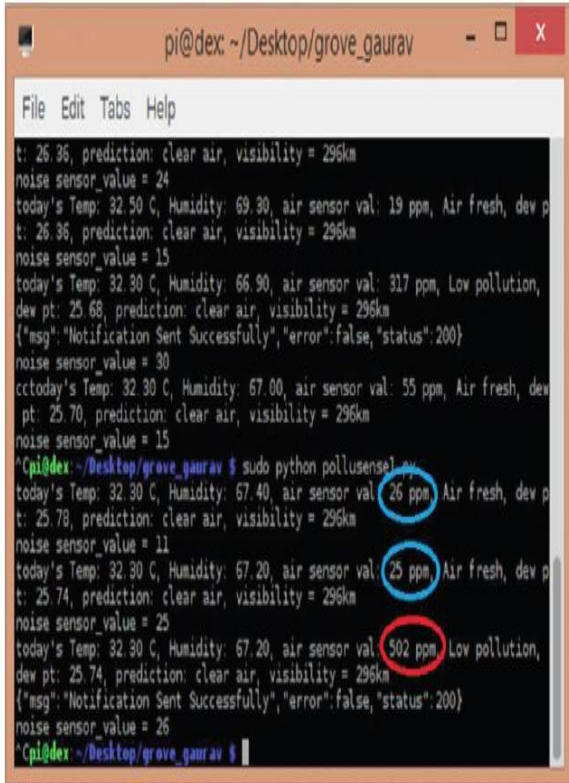 pi@dex: ~/Desktop/grove_gaurav
File Edit Tabs Help
t: 26.36, prediction: clear air, visibility = 296km
noise sensor_value = 24
today's Temp: 32.50 C, Humidity: 69.30, air sensor val: 19 ppm, Air fresh, dew p
t: 26.36, prediction: clear air, visibility = 296km
noise sensor_value = 15
today's Temp: 32.30 C, Humidity: 66.90, air sensor val: 317 ppm, Low pollution,
dew pt: 25.68, prediction: clear air, visibility = 296km
{"msg":"Notification Sent Successfully","error":false,"status":200}
noise sensor_value = 30
cctoday's Temp: 32.30 C, Humidity: 67.00, air sensor val: 55 ppm, Air fresh, dew
pt: 25.70, prediction: clear air, visibility = 296km
noise sensor_value = 15
^Cpi@dex:~/Desktop/grove_gaurav $ sudo python pollusense1.py
today's Temp: 32.30 C, Humidity: 67.40, air sensor val: 26 ppm, Air fresh, dew p
t: 25.78, prediction: clear air, visibility = 296km
noise sensor_value = 11
today's Temp: 32.30 C, Humidity: 67.20, air sensor val: 25 ppm, Air fresh, dew p
t: 25.74, prediction: clear air, visibility = 296km
noise sensor_value = 25
today's Temp: 32.30 C, Humidity: 67.20, air sensor val: 502 ppm, Low pollution,
dew pt: 25.74, prediction: clear air, visibility = 296km
{"msg":"Notification Sent Successfully","error":false,"status":200}
noise sensor_value = 26
^Cpi@dex:~/Desktop/grove_gaurav $